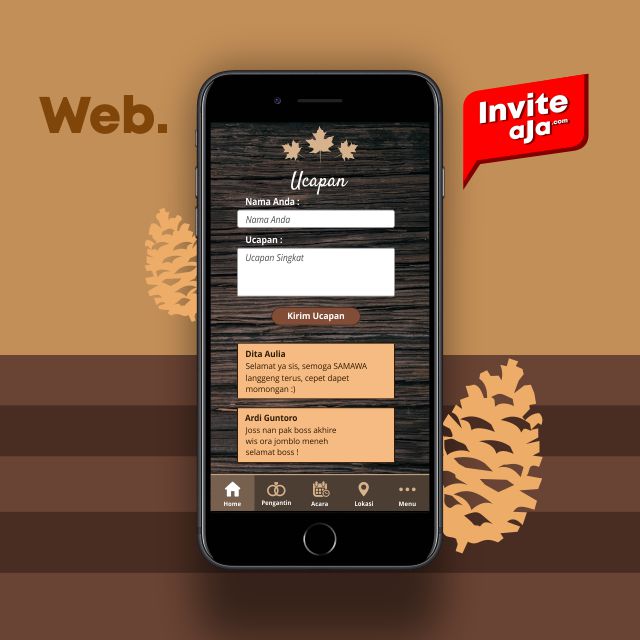 Web.
Invite
aja.com
Ucapan
Nama Anda :
Nama Anda
Ucapan :
Ucapan Singkat
Kirim Ucapan
Dita Aulia
Selamat ya sis, semoga SAMAWA
langgeng terus, cepet dapet
momongan :)
Ardi Guntoro
Joss nan pak boss akhire
wis ora jomblo meneh
selamat boss !
Home
Pengantin
Acara
Lokasi
Menu